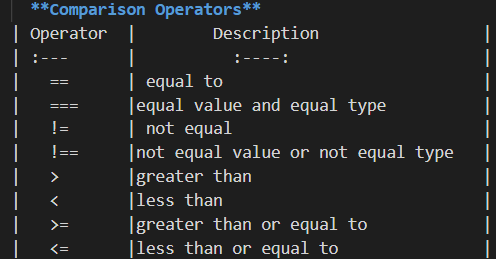 **Comparison Operators**
| Operator | Description |
| :--- | :----: |
| == | equal to |
| === |equal value and equal type |
| != | not equal |
| !== |not equal value or not equal type |
| > |greater than |
| < |less than |
| >= |greater than or equal to |
| <= |less than or equal to |